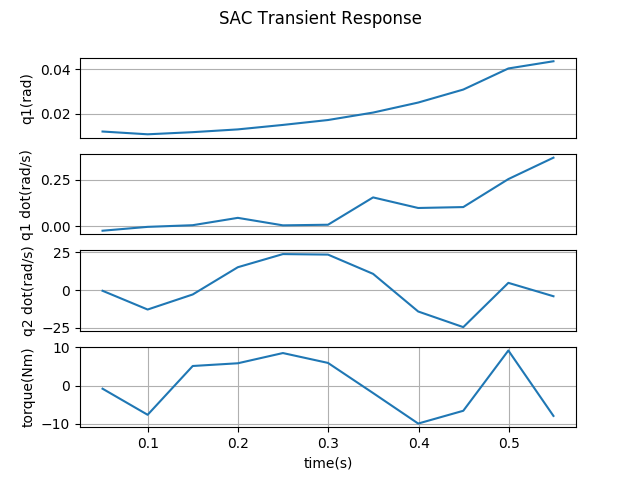 SAC Transient Response
q1(rad)
0.04
0.02
q1 dot(rad/s)
0.25
0.00
q2 dot(rad/s)
25
0
−25
torque(Nm)
10
0
−10
0.1 0.2 0.3 0.4 0.5
time(s)